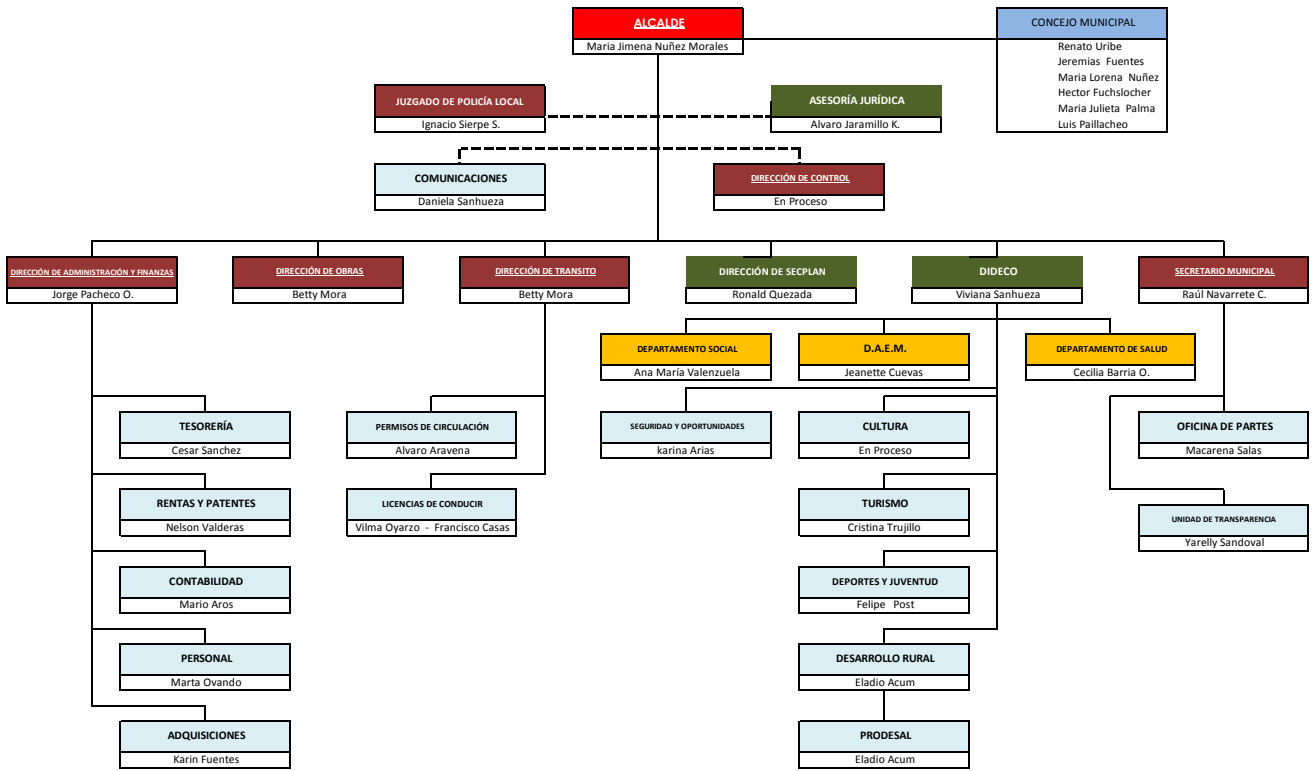 ALCALDE
Maria Jimena Nuñez Morales
CONCEJO MUNICIPAL
Renato Uribe
Jeremias Fuentes
Maria Lorena Nuñez
Hector Fuchslocher
Maria Julieta Palma
Luis Paillacheo
JUZGADO DE POLICÍA LOCAL
Ignacio Sierpe S.
ASESORÍA JURÍDICA
Alvaro Jaramillo K.
COMUNICACIONES
Daniela Sanhueza
DIRECCIÓN DE CONTROL
En Proceso
DIRECCIÓN DE ADMINISTRACIÓN Y FINANZAS
Jorge Pacheco O.
DIRECCIÓN DE OBRAS
Betty Mora
DIRECCIÓN DE TRANSITO
Betty Mora
DIRECCIÓN DE SECPLAN
Ronald Quezada
DIDECO
Viviana Sanhueza
SECRETARIO MUNICIPAL
Raúl Navarrete C.
DEPARTAMENTO SOCIAL
Ana María Valenzuela
D.A.E.M.
Jeanette Cuevas
DEPARTAMENTO DE SALUD
Cecilia Barria O.
TESORERÍA
Cesar Sanchez
PERMISOS DE CIRCULACIÓN
Alvaro Aravena
SEGURIDAD Y OPORTUNIDADES
karina Arias
CULTURA
En Proceso
OFICINA DE PARTES
Macarena Salas
RENTAS Y PATENTES
Nelson Valderas
LICENCIAS DE CONDUCIR
Vilma Oyarzo - Francisco Casas
TURISMO
Cristina Trujillo
UNIDAD DE TRANSPARENCIA
Yarelly Sandoval
CONTABILIDAD
Mario Aros
DEPORTES Y JUVENTUD
Felipe Post
PERSONAL
Marta Ovando
DESARROLLO RURAL
Eladio Acum
ADQUISICIONES
Karin Fuentes
PRODESAL
Eladio Acum